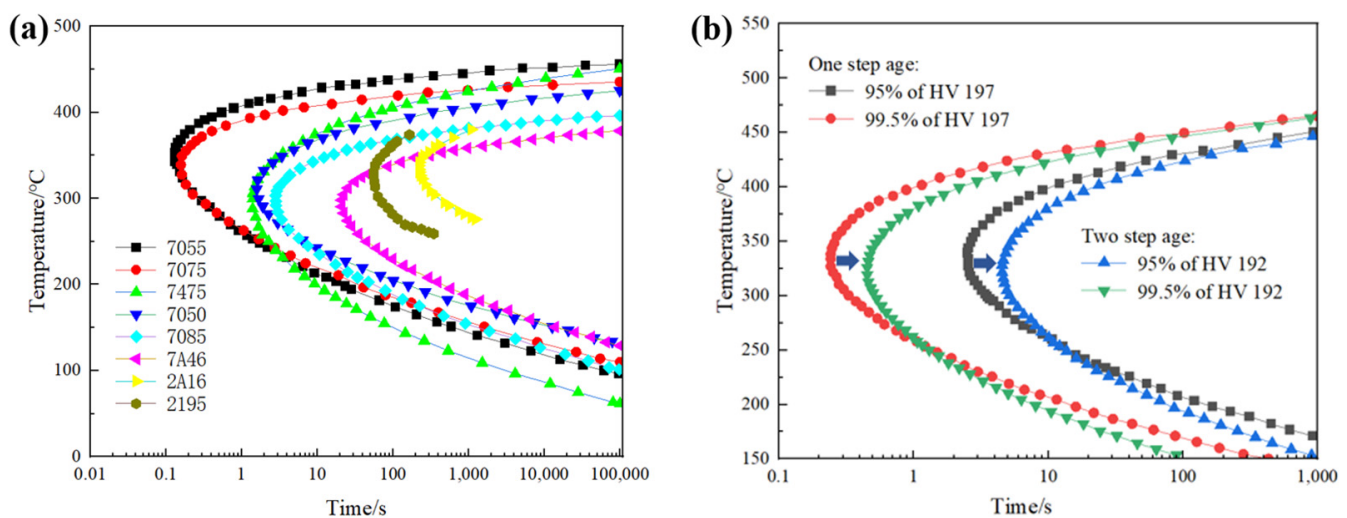 (a)
500
400
300
200
100
0
Temperature/°C
7055
7075
7475
7050
7085
7A46
2A16
2195
0.01
0.1
1
10
100
1,000
10,000
100,000
Time/s
(b)
550
500
450
400
350
300
250
200
150
Temperature/°C
One step age:
95% of HV 197
99.5% of HV 197
Two step age:
95% of HV 192
99.5% of HV 192
0.1
1
10
100
1,000
Time/s